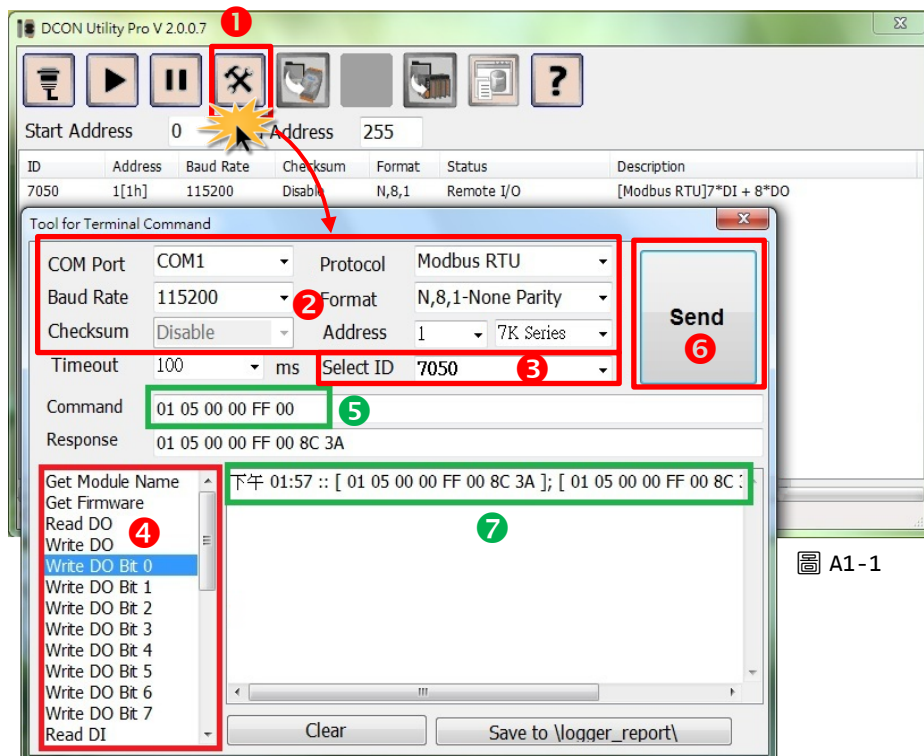 DCON Utility Pro V 2.0.0.7
❶
Start Address 0 Address 255
ID Address Baud Rate Checksum Format Status Description
7050 1[1h] 115200 Disable N,8,1 Remote I/O [Modbus RTU]7*DI + 8*DO
Tool for Terminal Command
COM Port COM1 Protocol Modbus RTU
Baud Rate 115200 ❷ Format N,8,1-None Parity
Checksum Disable Address 1 7K Series
Send
❻
Timeout 100 ms Select ID 7050 ❸
Command 01 05 00 00 FF 00 ❺
Response 01 05 00 00 FF 00 8C 3A
Get Module Name
Get Firmware
Read DO
Write DO
❹
Write DO Bit 0
Write DO Bit 1
Write DO Bit 2
Write DO Bit 3
Write DO Bit 4
Write DO Bit 5
Write DO Bit 6
Write DO Bit 7
Read DI
下午 01:57 :: [ 01 05 00 00 FF 00 8C 3A ]; [ 01 05 00 00 FF 00 8C
❼
Clear Save to \logger_report\
圖 A1-1